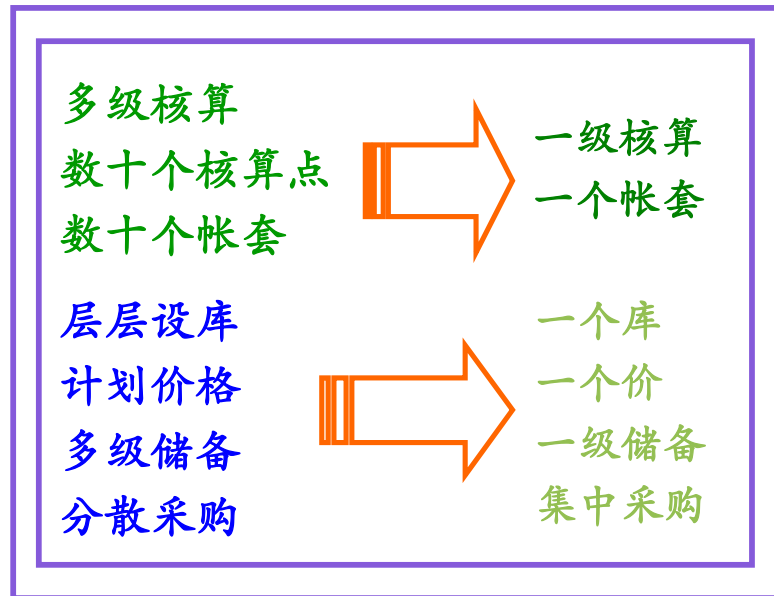 多级核算
数十个核算点
数十个帐套
一级核算
一个帐套
层层设库
计划价格
多级储备
分散采购
一个库
一个价
一级储备
集中采购